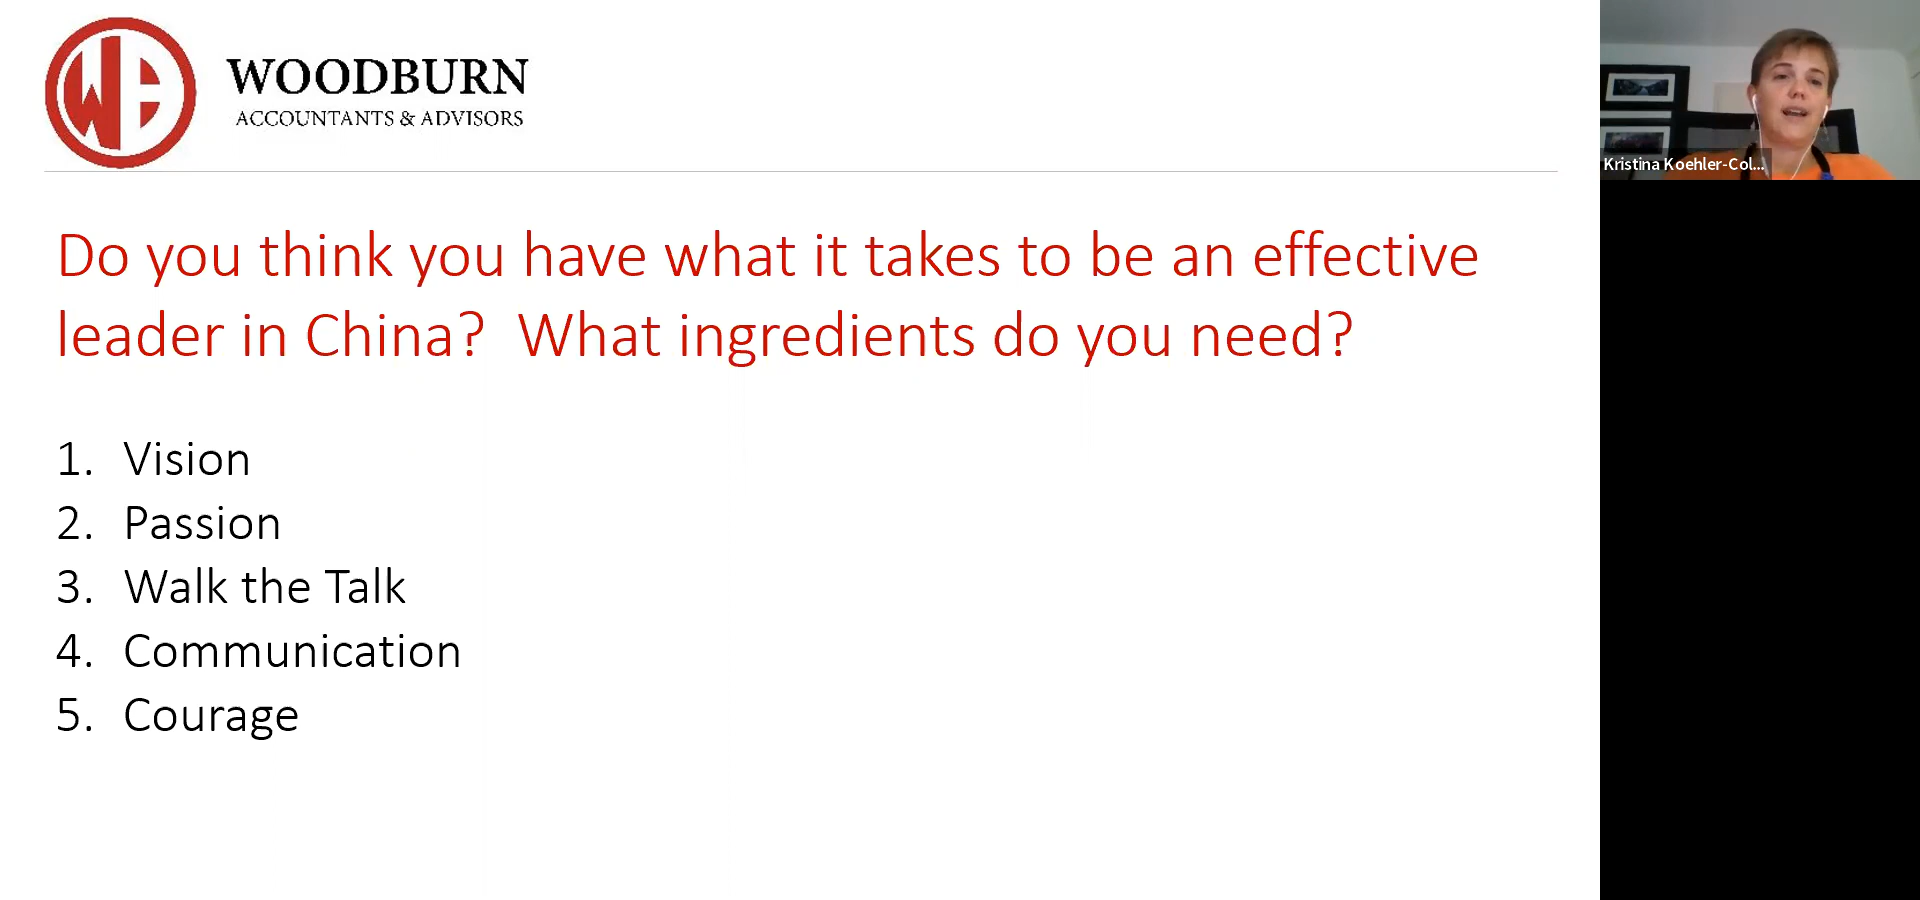 WOODBURN
ACCOUNTANTS & ADVISORS
Kristina Koehler-Col...
Do you think you have what it takes to be an effective
leader in China?  What ingredients do you need?
1. Vision
2. Passion
3. Walk the Talk
4. Communication
5. Courage